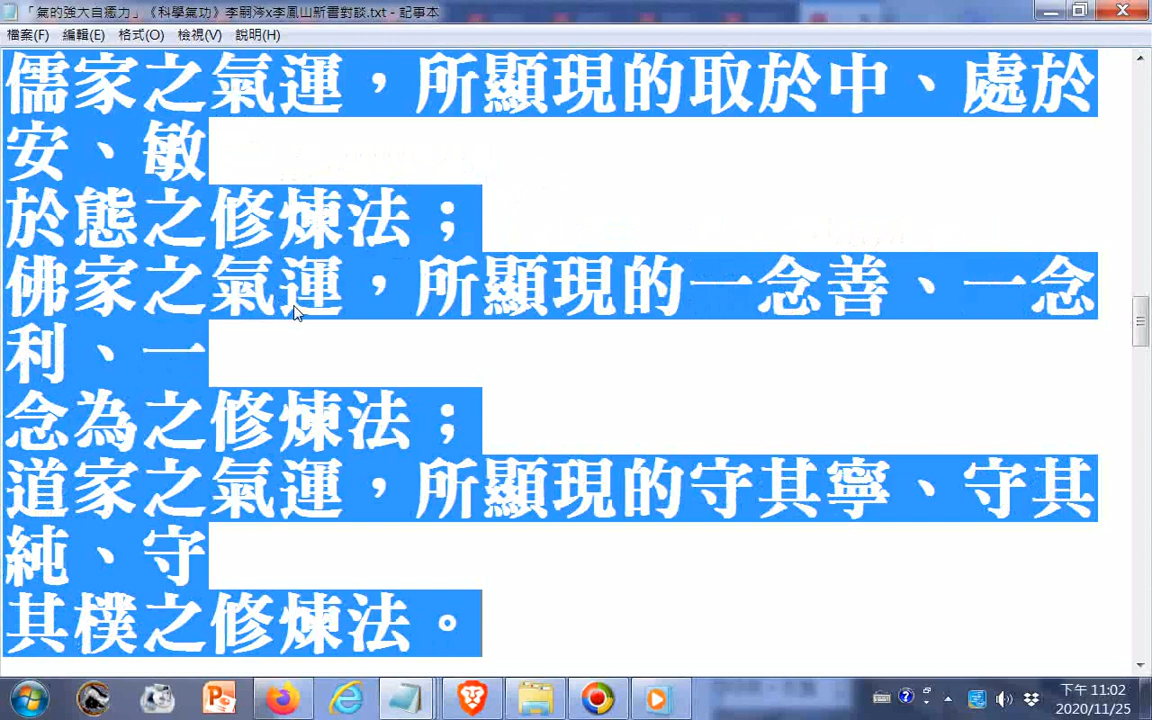 「氣的強大自癒力」《科學氣功》李嗣涔x李鳳山新書對談.txt - 記事本
檔案(F) 編輯(E) 格式(O) 檢視(V) 說明(H)
儒家之氣運，所顯現的取於中、處於
安、敏
於態之修煉法；
佛家之氣運，所顯現的一念善、一念
利、一
念為之修煉法；
道家之氣運，所顯現的守其寧、守其
純、守
其樸之修煉法。
下午 11:02
2020/11/25